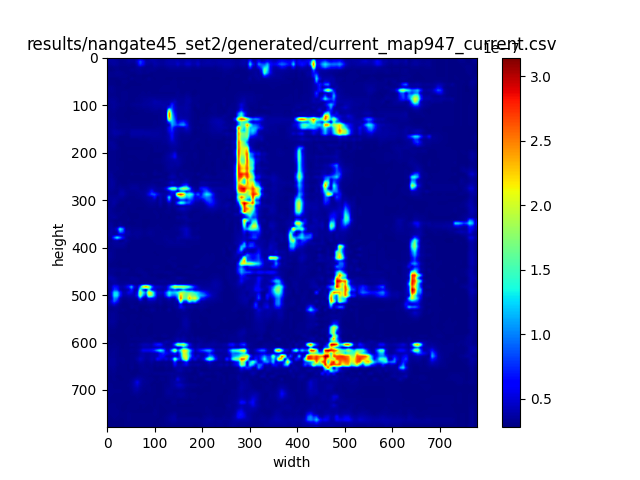 results/nangate45_set2/generated/current_map947_current.csv
1e−7
0
100
200
300
400
500
600
700
height
0 100 200 300 400 500 600 700
width
3.0
2.5
2.0
1.5
1.0
0.5